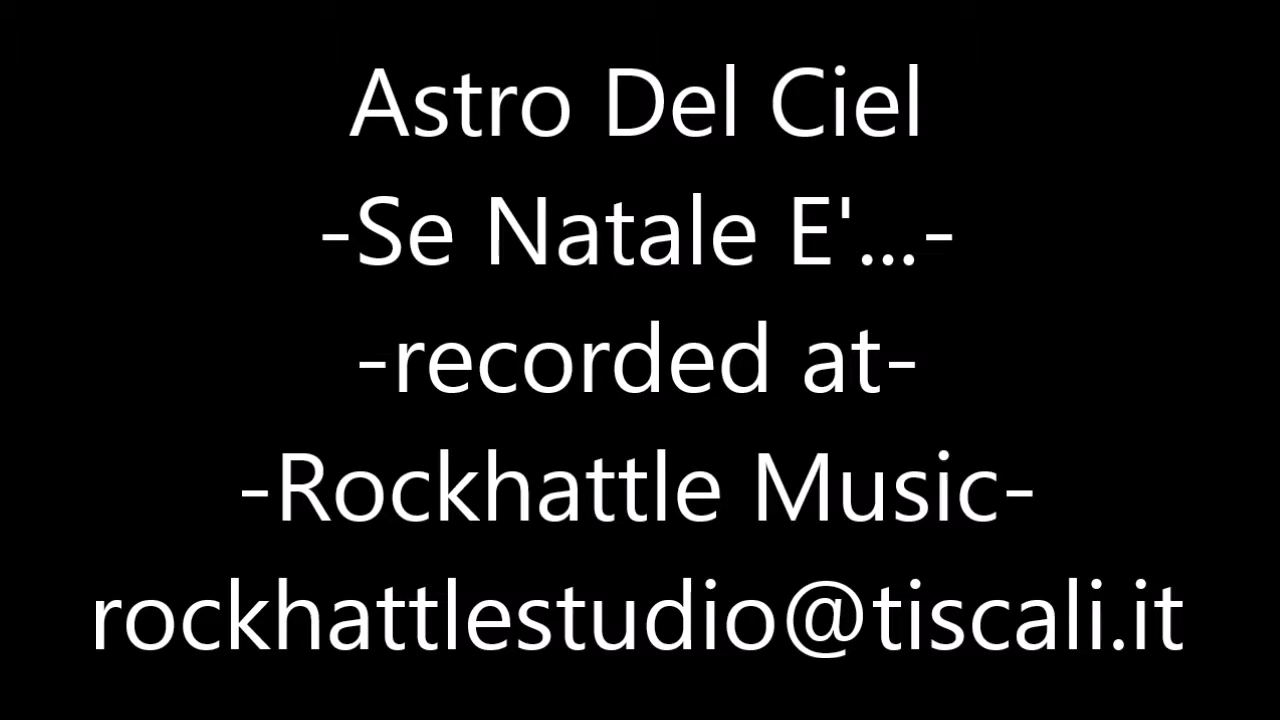 Astro Del Ciel
-Se Natale E'...-
-recorded at-
-Rockhattle Music-
rockhattlestudio@tiscali.it